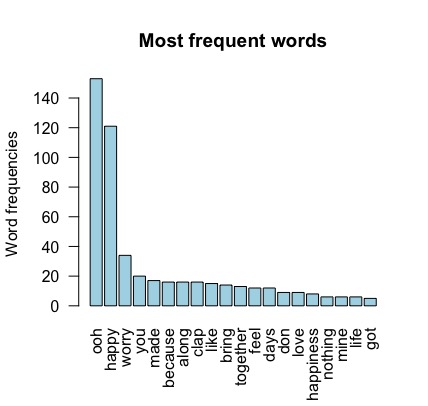 Most frequent words
Word frequencies
140
120
100
80
60
40
20
0
ooh
happy
worry
you
made
because
along
clap
like
bring
together
feel
days
don
love
happiness
nothing
mine
life
got